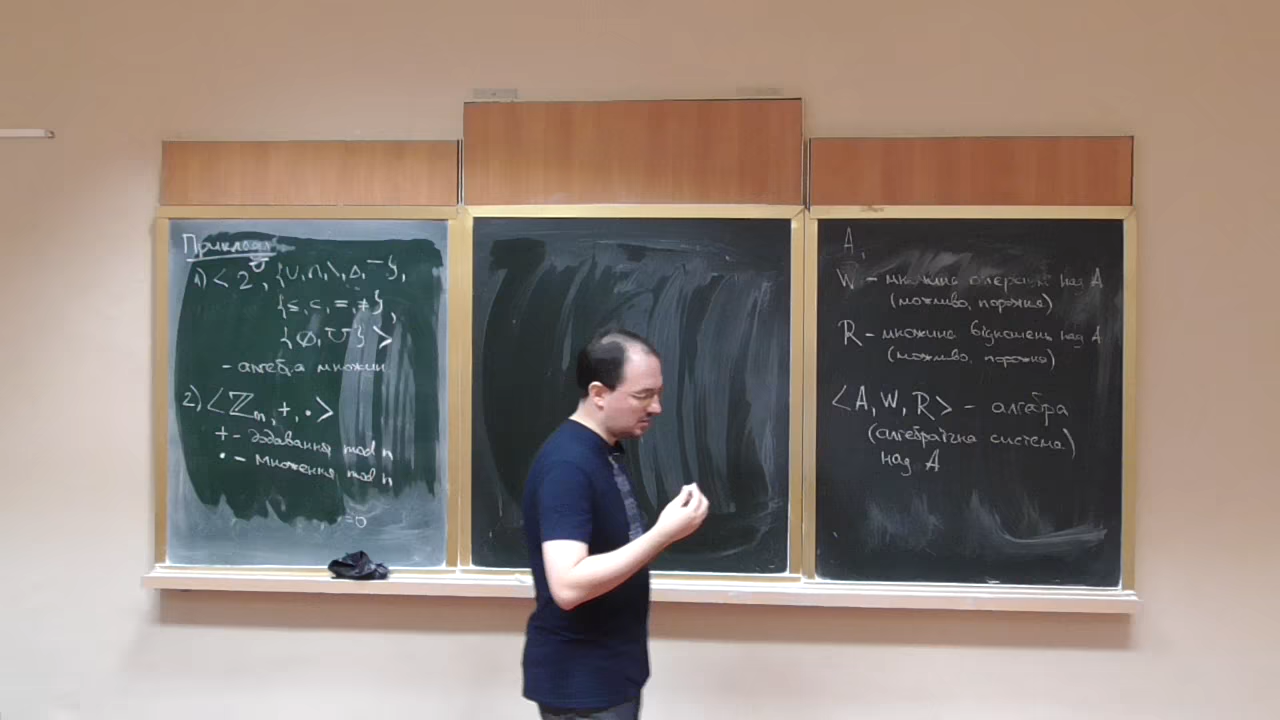 Приклади
1) < 2^U, {∪, ∩, \, Δ, ¯},
{⊆, ⊂, =, ≠},
{∅, U} >
- алгебра множин
2) <ℤₙ, +, ·>
+ - додавання mod n
· - множення mod n
=0
A,
W - множина операцій над A
(можливо, порожня)
R - множина відношень над A
(можливо, порожня)
<A, W, R> - алгебра
(алгебраїчна система)
над A